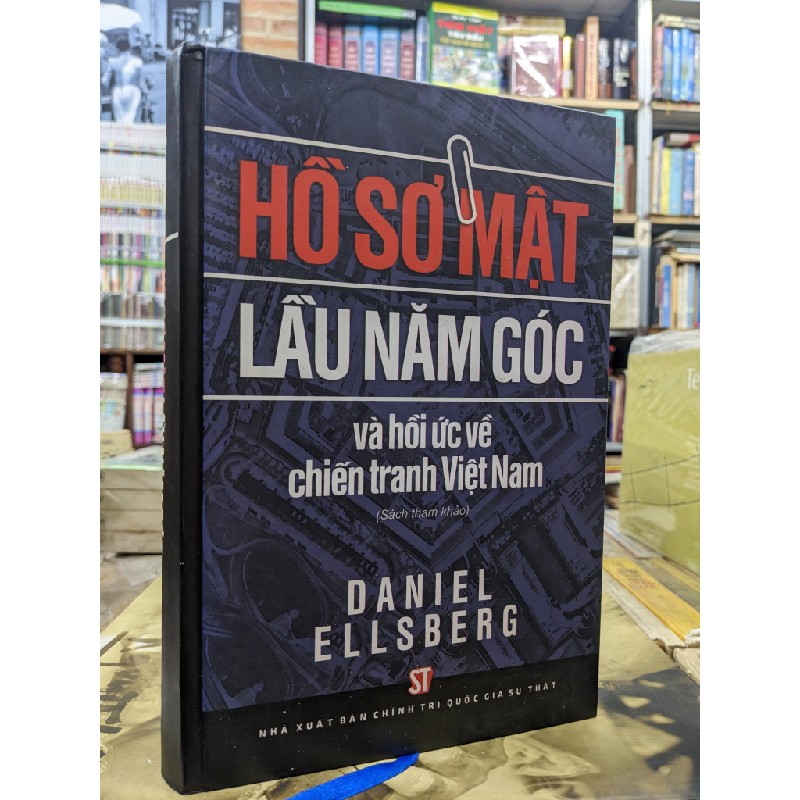 HỒ SƠ MẬT
LẦU NĂM GÓC
và hồi ức về
chiến tranh Việt Nam
(Sách tham khảo)
DANIEL
ELLSBERG
ST
NHÀ XUẤT BẢN CHÍNH TRỊ QUỐC GIA SỰ THẬT